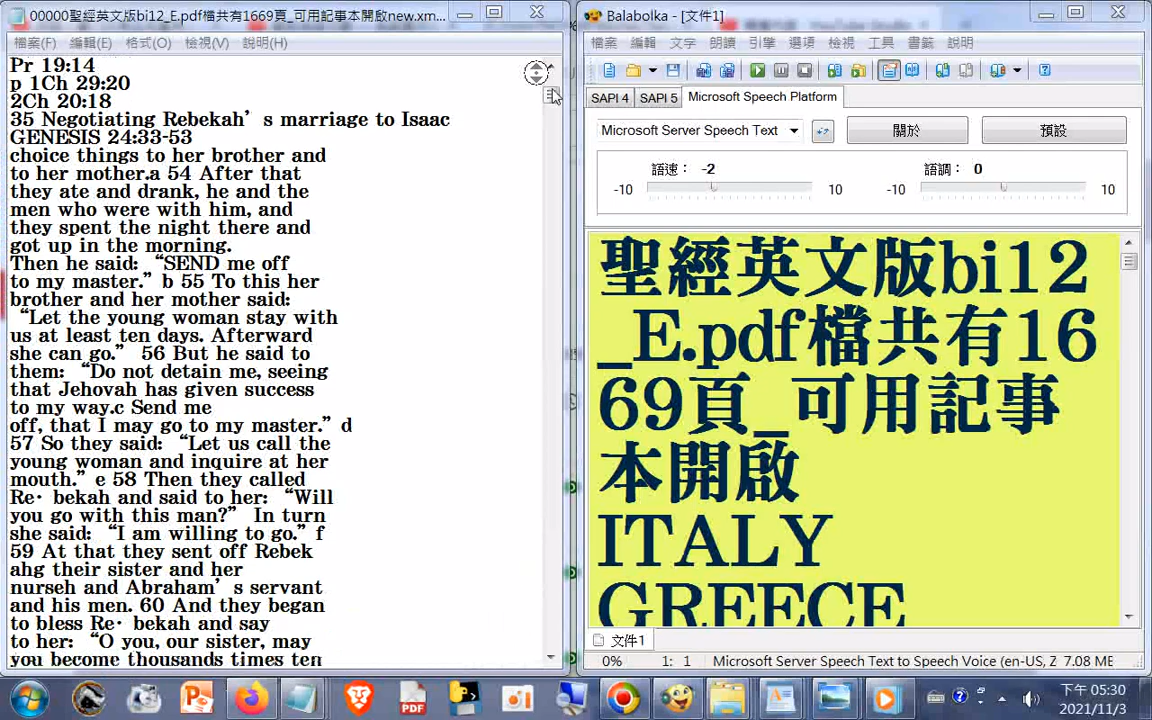 00000聖經英文版bi12_E.pdf檔共有1669頁_可用記事本開啟new.xm...
檔案(F) 編輯(E) 格式(O) 檢視(V) 說明(H)
Pr 19:14
p 1Ch 29:20
2Ch 20:18
35 Negotiating Rebekah’s marriage to Isaac
GENESIS 24:33-53
choice things to her brother and
to her mother.a 54 After that
they ate and drank, he and the
men who were with him, and
they spent the night there and
got up in the morning.
Then he said: “SEND me off
to my master.” b 55 To this her
brother and her mother said:
“Let the young woman stay with
us at least ten days. Afterward
she can go.” 56 But he said to
them: “Do not detain me, seeing
that Jehovah has given success
to my way.c Send me
off, that I may go to my master.” d
57 So they said: “Let us call the
young woman and inquire at her
mouth.” e 58 Then they called
Re· bekah and said to her: “Will
you go with this man?” In turn
she said: “I am willing to go.” f
59 At that they sent off Rebek
ahg their sister and her
nurseh and Abraham’s servant
and his men. 60 And they began
to bless Re· bekah and say
to her: “O you, our sister, may
you become thousands times ten
Balabolka - [文件1]
檔案 編輯 文字 朗讀 引擎 選項 檢視 工具 書籤 說明
SAPI 4 SAPI 5 Microsoft Speech Platform
Microsoft Server Speech Text 關於 預設
語速: -2 語調: 0
-10 10 -10 10
聖經英文版bi12
_E.pdf檔共有16
69頁_可用記事
本開啟
ITALY
GREECE
文件1
0% 1: 1 Microsoft Server Speech Text to Speech Voice (en-US, Z 7.08 ME
PDF
下午 05:30
2021/11/3